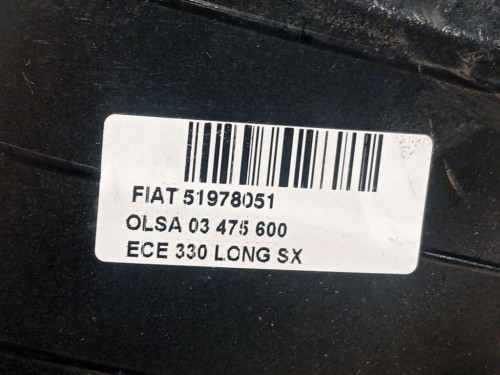 FIAT 51978051
OLSA 03 475 600
ECE 330 LONG SX